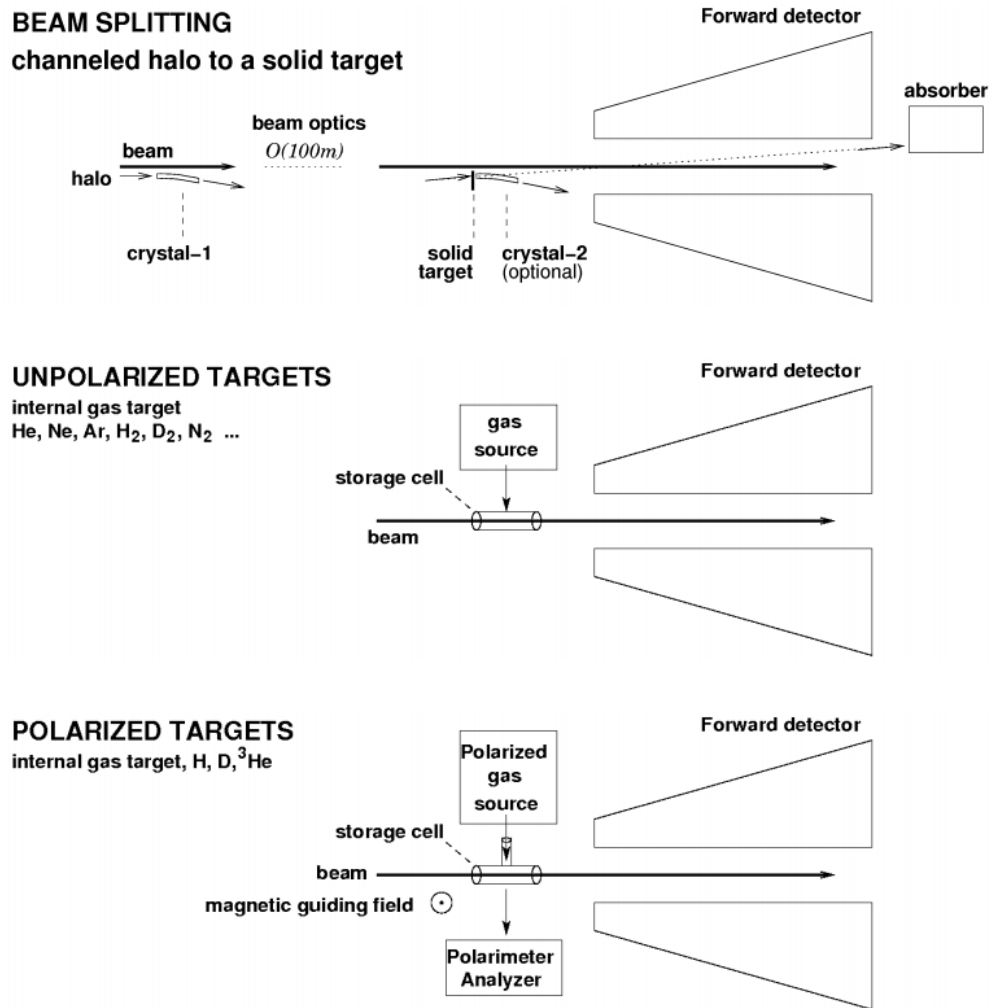 BEAM SPLITTING
channeled halo to a solid target
Forward detector
absorber
beam optics
O(100m)
beam
halo
crystal-1
solid
target
crystal-2
(optional)
UNPOLARIZED TARGETS
internal gas target
He, Ne, Ar, H2, D2, N2 ...
Forward detector
gas
source
storage cell
beam
POLARIZED TARGETS
internal gas target, H, D,³He
Forward detector
Polarized
gas
source
storage cell
beam
magnetic guiding field
Polarimeter
Analyzer